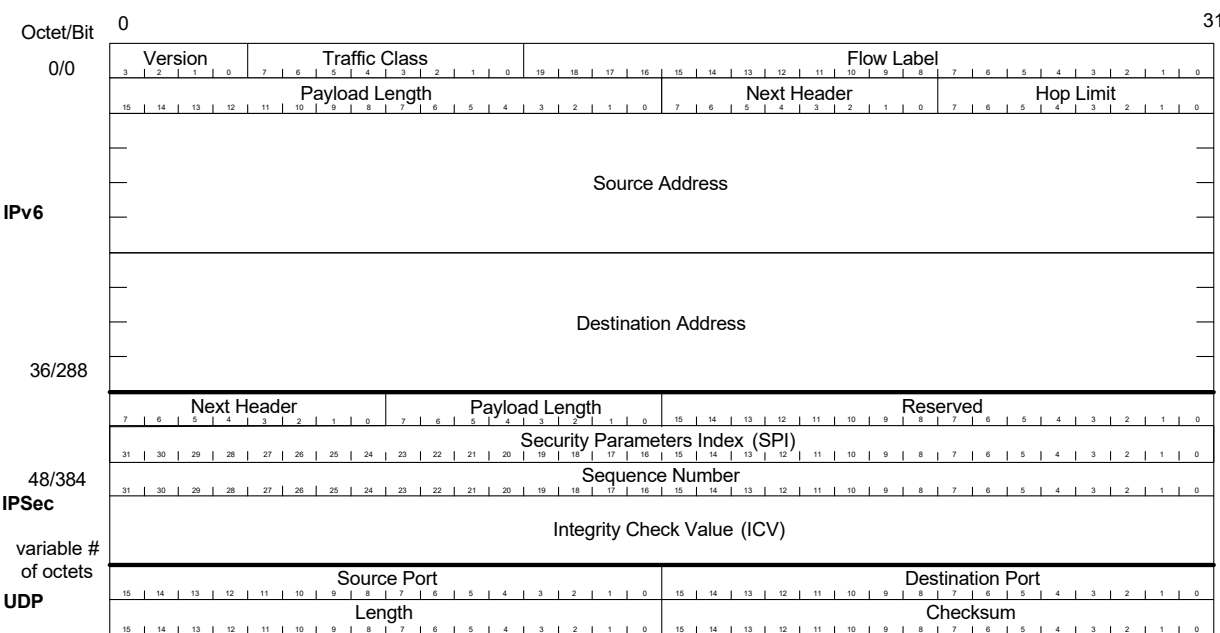 Octet/Bit 0 31
0/0 Version Traffic Class Flow Label
3 2 1 0 7 6 5 4 3 2 1 0 19 18 17 16 15 14 13 12 11 10 9 8 7 6 5 4 3 2 1 0
Payload Length Next Header Hop Limit
15 14 13 12 11 10 9 8 7 6 5 4 3 2 1 0 7 6 5 4 3 2 1 0 7 6 5 4 3 2 1 0
Source Address
IPv6
Destination Address
36/288
Next Header Payload Length Reserved
7 6 5 4 3 2 1 0 7 6 5 4 3 2 1 0 15 14 13 12 11 10 9 8 7 6 5 4 3 2 1 0
Security Parameters Index (SPI)
31 30 29 28 27 26 25 24 23 22 21 20 19 18 17 16 15 14 13 12 11 10 9 8 7 6 5 4 3 2 1 0
48/384 Sequence Number
31 30 29 28 27 26 25 24 23 22 21 20 19 18 17 16 15 14 13 12 11 10 9 8 7 6 5 4 3 2 1 0
IPSec
Integrity Check Value (ICV)
variable #
of octets
Source Port Destination Port
15 14 13 12 11 10 9 8 7 6 5 4 3 2 1 0 15 14 13 12 11 10 9 8 7 6 5 4 3 2 1 0
UDP
Length Checksum
15 14 13 12 11 10 9 8 7 6 5 4 3 2 1 0 15 14 13 12 11 10 9 8 7 6 5 4 3 2 1 0